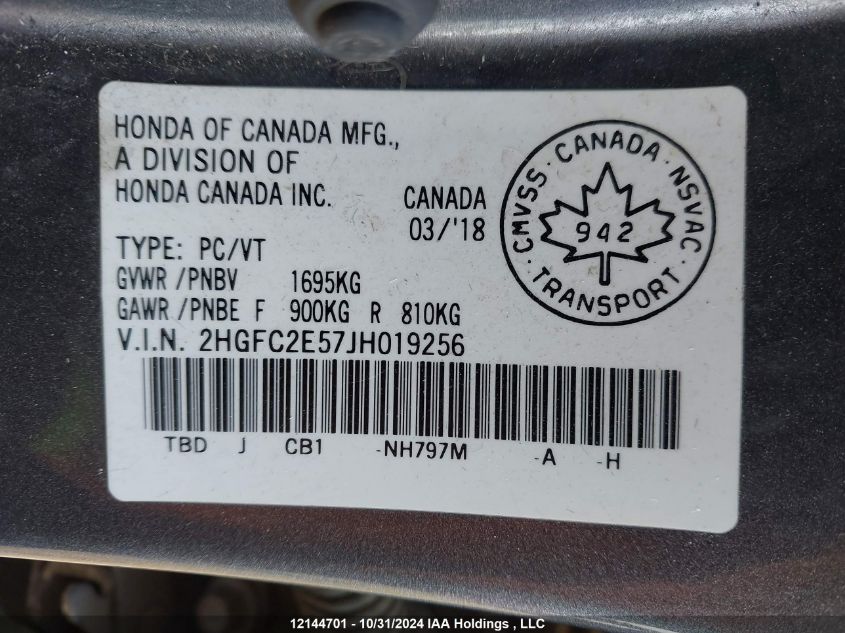 HONDA OF CANADA MFG.,
A DIVISION OF
HONDA CANADA INC.
CANADA
03/'18
TYPE: PC/VT
GVWR /PNBV 1695KG
GAWR /PNBE F 900KG R 810KG
V.I.N. 2HGFC2E57JH019256
TBD J CB1 -NH797M -A -H
CMVSS · CANADA · NSVAC
942
· TRANSPORT ·
12144701 - 10/31/2024 IAA Holdings , LLC